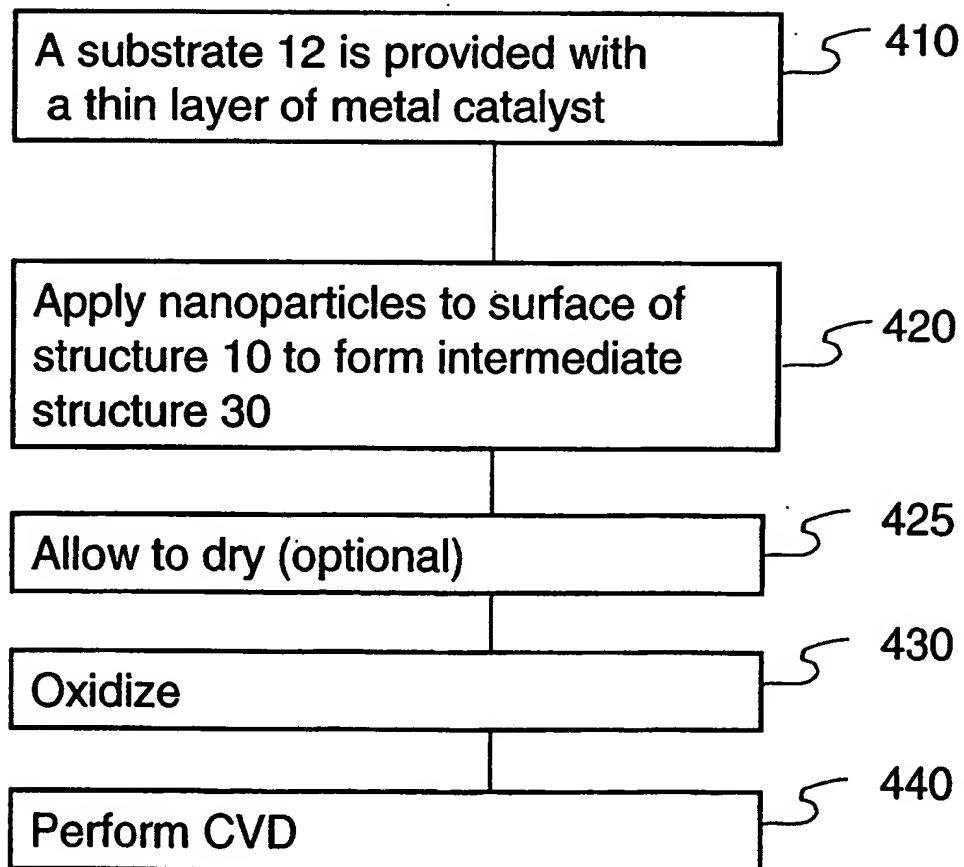 A substrate 12 is provided with
a thin layer of metal catalyst
410
Apply nanoparticles to surface of
structure 10 to form intermediate
structure 30
420
Allow to dry (optional)
425
Oxidize
430
Perform CVD
440